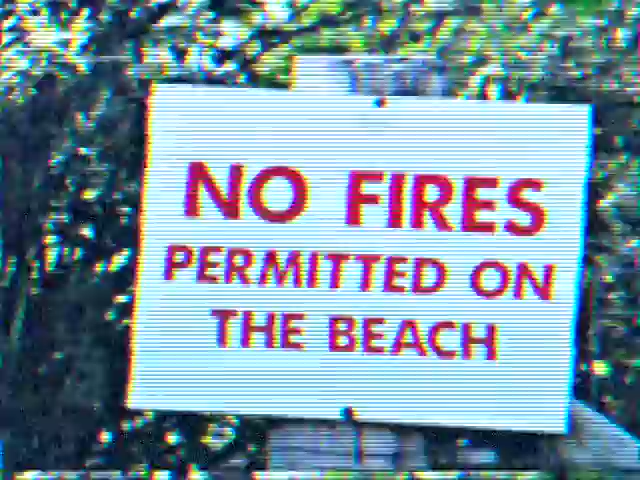 NO FIRES
PERMITTED ON
THE BEACH